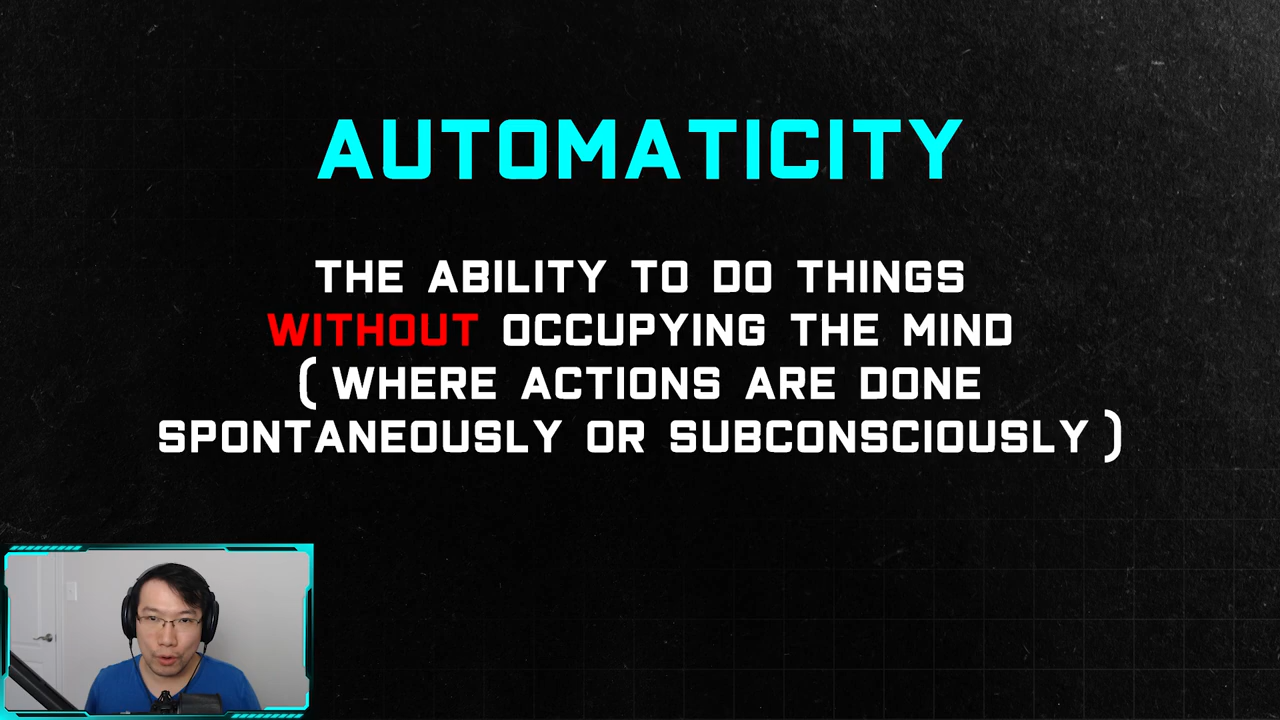 AUTOMATICITY
THE ABILITY TO DO THINGS
WITHOUT OCCUPYING THE MIND
( WHERE ACTIONS ARE DONE
SPONTANEOUSLY OR SUBCONSCIOUSLY )